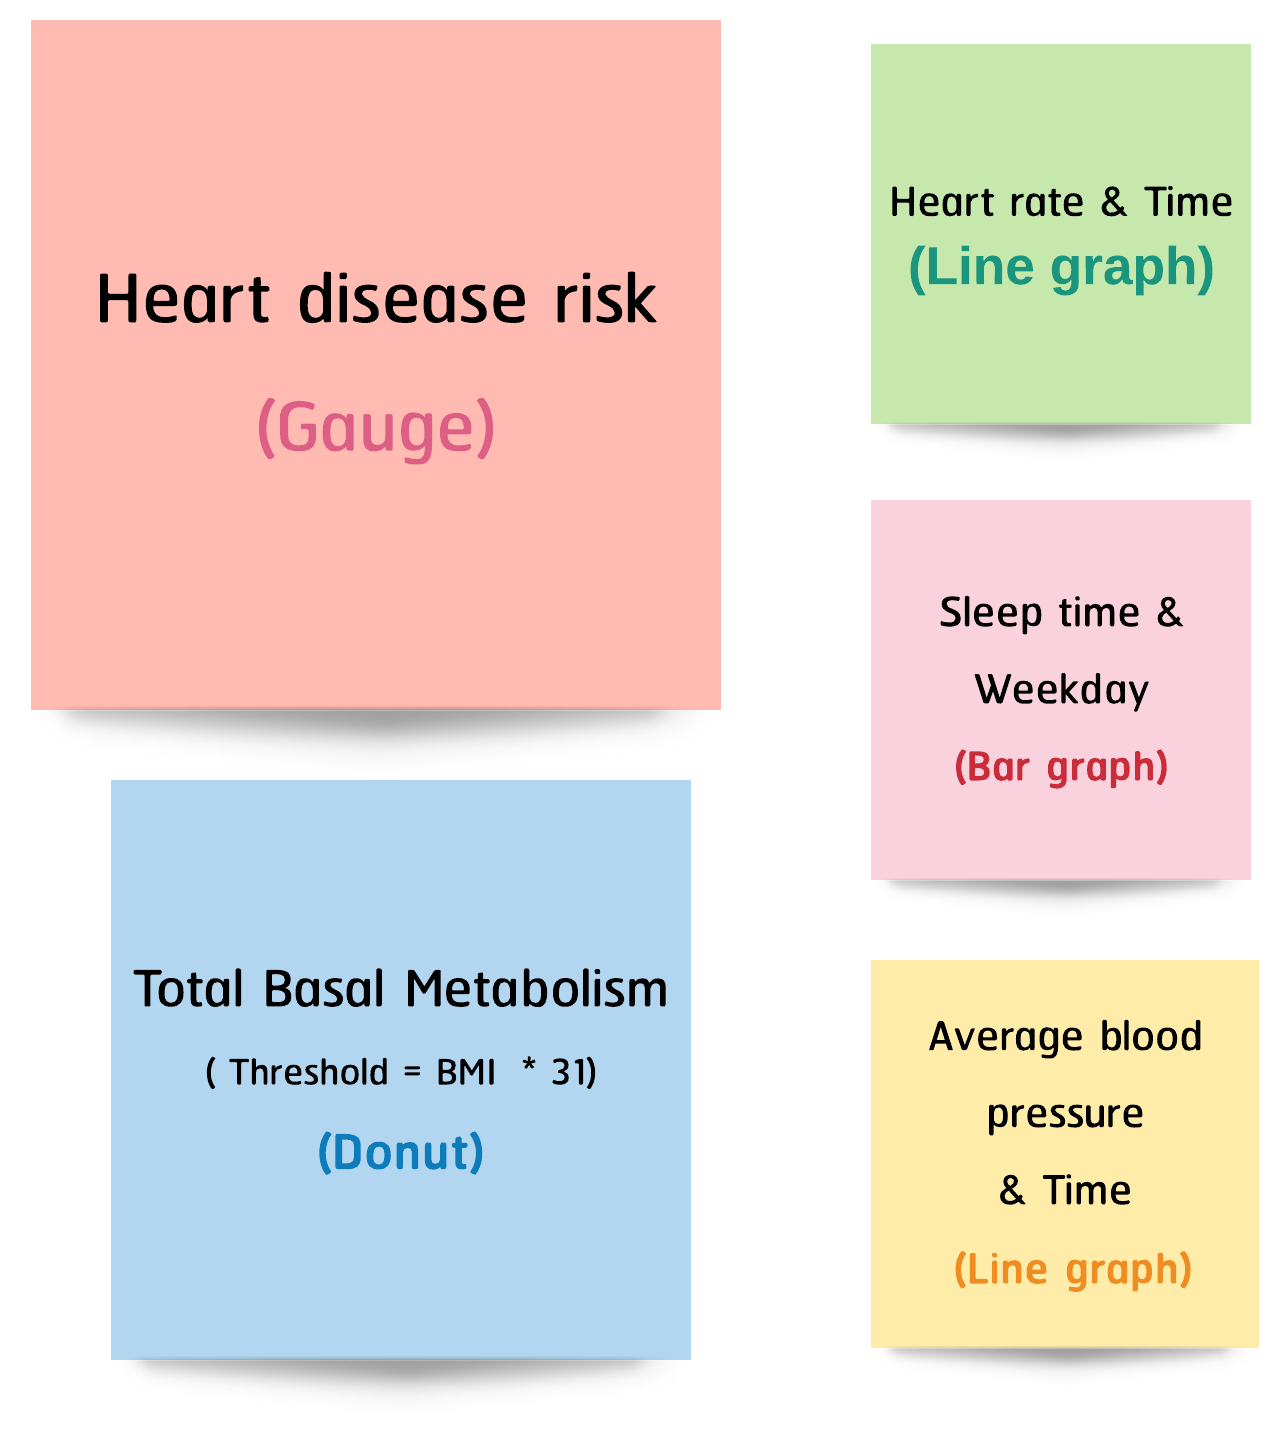 Heart disease risk
(Gauge)
Heart rate & Time
(Line graph)
Sleep time &
Weekday
(Bar graph)
Total Basal Metabolism
( Threshold = BMI * 31)
(Donut)
Average blood
pressure
& Time
(Line graph)